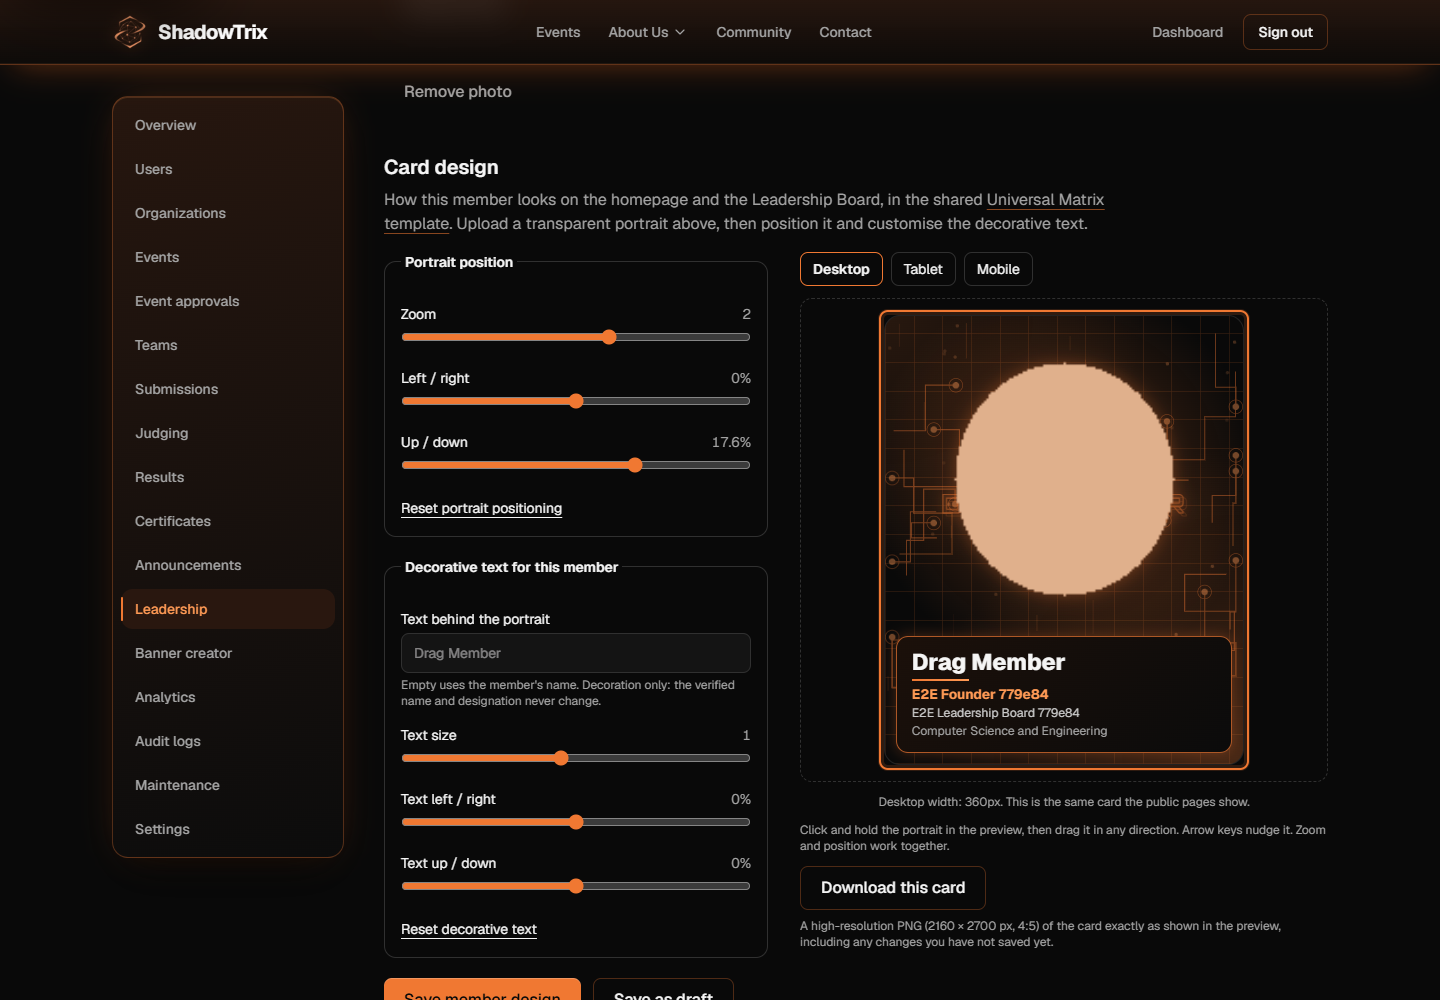 ShadowTrix
Events
About Us
Community
Contact
Dashboard
Sign out
Overview
Users
Organizations
Events
Event approvals
Teams
Submissions
Judging
Results
Certificates
Announcements
Leadership
Banner creator
Analytics
Audit logs
Maintenance
Settings
Remove photo
Card design
How this member looks on the homepage and the Leadership Board, in the shared Universal Matrix
template. Upload a transparent portrait above, then position it and customise the decorative text.
Portrait position
Zoom 2
Left / right 0%
Up / down 17.6%
Reset portrait positioning
Decorative text for this member
Text behind the portrait
Drag Member
Empty uses the member's name. Decoration only: the verified
name and designation never change.
Text size 1
Text left / right 0%
Text up / down 0%
Reset decorative text
Save member design
Save as draft
Desktop
Tablet
Mobile
Drag Member
E2E Founder 779e84
E2E Leadership Board 779e84
Computer Science and Engineering
Desktop width: 360px. This is the same card the public pages show.
Click and hold the portrait in the preview, then drag it in any direction. Arrow keys nudge it. Zoom
and position work together.
Download this card
A high-resolution PNG (2160 × 2700 px, 4:5) of the card exactly as shown in the preview,
including any changes you have not saved yet.